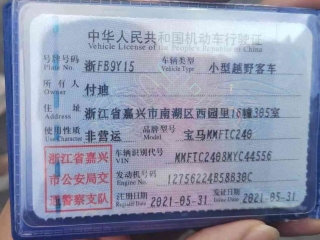 中华人民共和国机动车行驶证
Vehicle License of the People's Republic of China
号牌号码 浙FB9Y15 车辆类型 小型越野客车
Plate No. Vehicle Type
所有人 付迪
Owner
住址 浙江省嘉兴市南湖区西园里16幢305室
Address
使用性质 非营运 品牌型号 宝马MMFTC240
Use Character Model
浙江省嘉兴市公安局交通警察支队
车辆识别代号 MMFTC2408MYC44556
VIN
发动机号码 12756224B58B30C
Engine No.
注册日期 2021-05-31 发证日期 2021-05-31
Register Date Issue Date